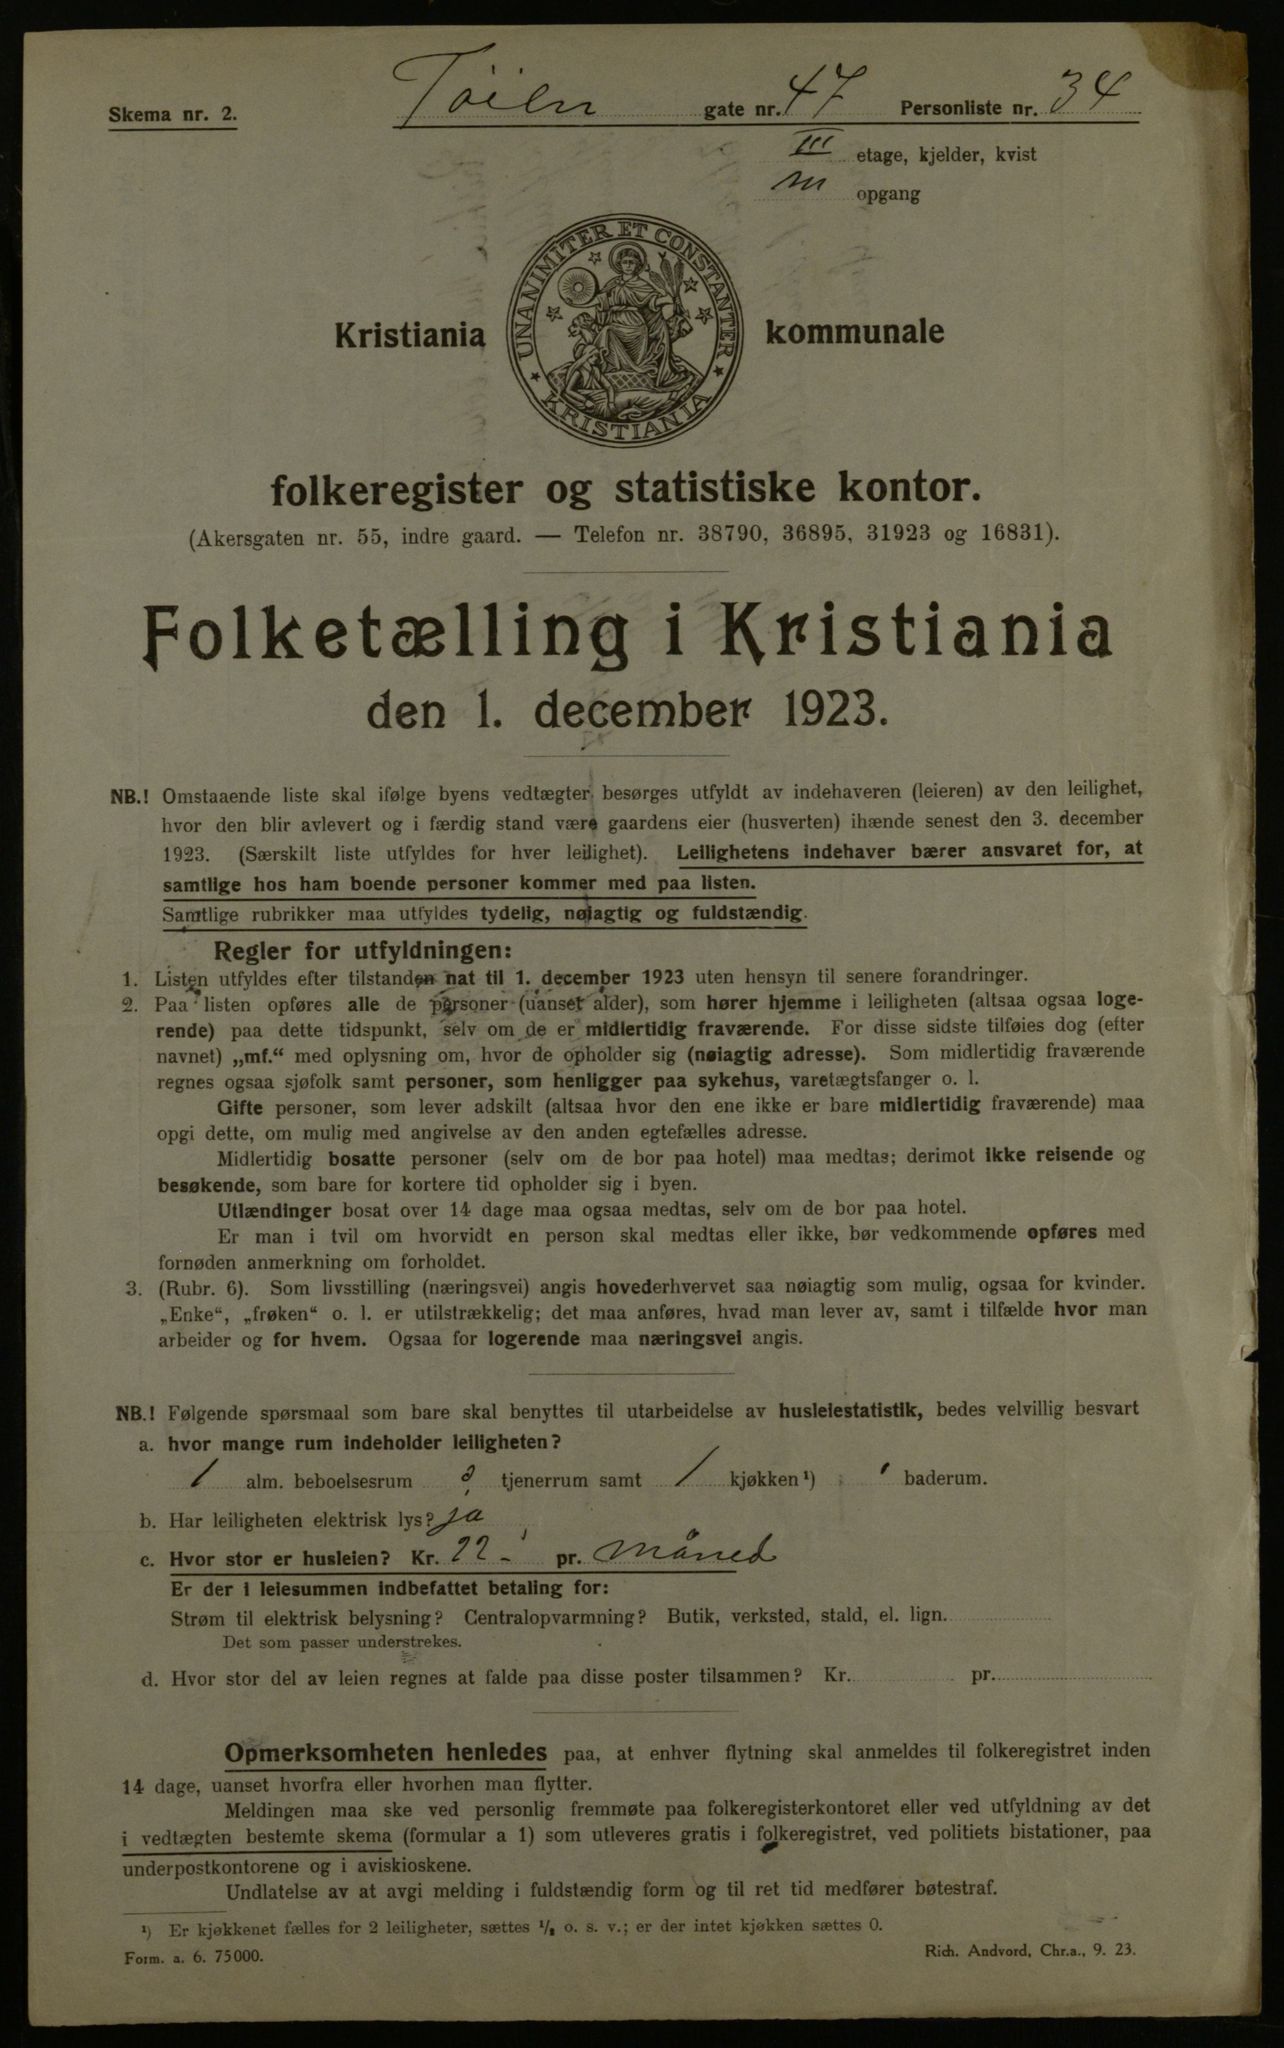 Skema nr. 2.
Töien gate nr. 47 Personliste nr. 34
III etage, kjelder, kvist
opgang
UNANIMITER ET CONSTANTER
KRISTIANIA
Kristiania kommunale
folkeregister og statistiske kontor.
(Akersgaten nr. 55, indre gaard. — Telefon nr. 38790, 36895, 31923 og 16831).
Folketælling i Kristiania
den 1. december 1923.
NB.! Omstaaende liste skal ifølge byens vedtægter besørges utfyldt av indehaveren (leieren) av den leilighet,
hvor den blir avlevert og i færdig stand være gaardens eier (husverten) ihænde senest den 3. december
1923. (Særskilt liste utfyldes for hver leilighet). Leilighetens indehaver bærer ansvaret for, at
samtlige hos ham boende personer kommer med paa listen.
Samtlige rubrikker maa utfyldes tydelig, nøiagtig og fuldstændig.
Regler for utfyldningen:
1. Listen utfyldes efter tilstanden nat til 1. december 1923 uten hensyn til senere forandringer.
2. Paa listen opføres alle de personer (uanset alder), som hører hjemme i leiligheten (altsaa ogsaa loge-
rende) paa dette tidspunkt, selv om de er midlertidig fraværende. For disse sidste tilføies dog (efter
navnet) „mf.“ med oplysning om, hvor de opholder sig (nøiagtig adresse). Som midlertidig fraværende
regnes ogsaa sjøfolk samt personer, som henligger paa sykehus, varetægtsfanger o. l.
Gifte personer, som lever adskilt (altsaa hvor den ene ikke er bare midlertidig fraværende) maa
opgi dette, om mulig med angivelse av den anden egtefælles adresse.
Midlertidig bosatte personer (selv om de bor paa hotel) maa medtas; derimot ikke reisende og
besøkende, som bare for kortere tid opholder sig i byen.
Utlændinger bosat over 14 dage maa ogsaa medtas, selv om de bor paa hotel.
Er man i tvil om hvorvidt en person skal medtas eller ikke, bør vedkommende opføres med
fornøden anmerkning om forholdet.
3. (Rubr. 6). Som livsstilling (næringsvei) angis hovederhvervet saa nøiagtig som mulig, ogsaa for kvinder.
„Enke“, „frøken“ o. l. er utilstrækkelig; det maa anføres, hvad man lever av, samt i tilfælde hvor man
arbeider og for hvem. Ogsaa for logerende maa næringsvei angis.
NB.! Følgende spørsmaal som bare skal benyttes til utarbeidelse av husleiestatistik, bedes velvillig besvart
a. hvor mange rum indeholder leiligheten?
1 alm. beboelsesrum tjenerrum samt 1 kjøkken¹) baderum.
b. Har leiligheten elektrisk lys? ja
c. Hvor stor er husleien? Kr. 22 - pr. måned
Er der i leiesummen indbefattet betaling for:
Strøm til elektrisk belysning? Centralopvarmning? Butik, verksted, stald, el. lign.
Det som passer understrekes.
d. Hvor stor del av leien regnes at falde paa disse poster tilsammen? Kr. pr.
Opmerksomheten henledes paa, at enhver flytning skal anmeldes til folkeregistret inden
14 dage, uanset hvorfra eller hvorhen man flytter.
Meldingen maa ske ved personlig fremmøte paa folkeregisterkontoret eller ved utfyldning av det
i vedtægten bestemte skema (formular a 1) som utleveres gratis i folkeregistret, ved politiets bistationer, paa
underpostkontorene og i aviskioskene.
Undlatelse av at avgi melding i fuldstændig form og til ret tid medfører bøtestraf.
¹) Er kjøkkenet fælles for 2 leiligheter, sættes ¹/₂ o. s. v.; er der intet kjøkken sættes 0.
Form. a. 6. 75000.
Rich. Andvord, Chr.a., 9. 23.